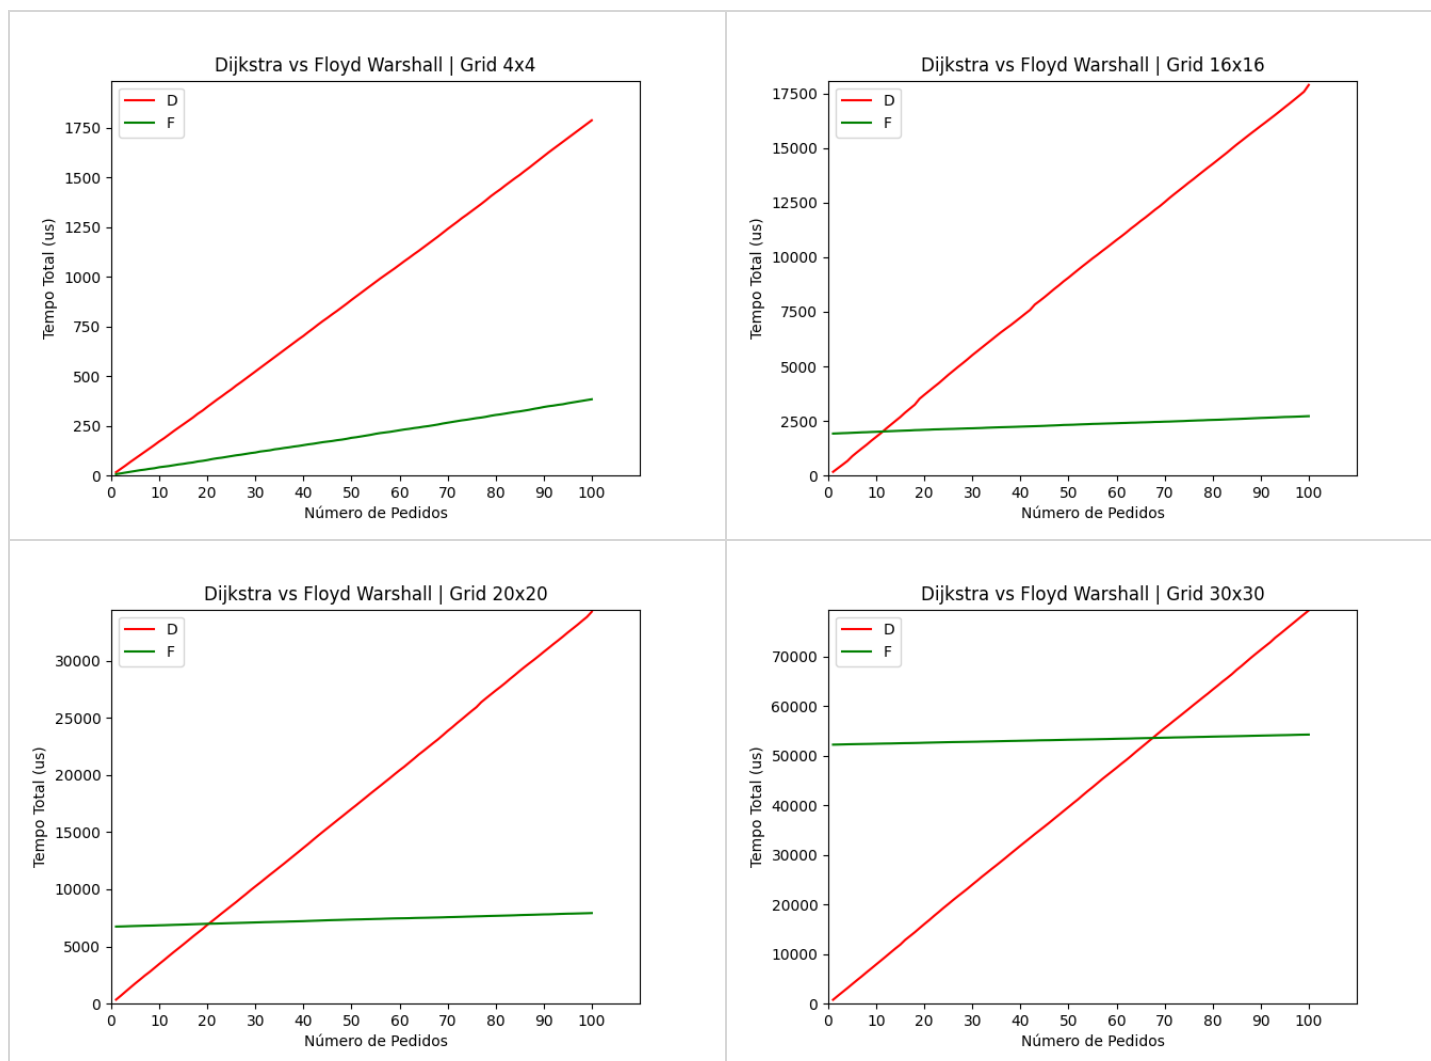 Dijkstra vs Floyd Warshall | Grid 4x4
D
F
1750
1500
1250
1000
750
500
250
0
Tempo Total (us)
0 10 20 30 40 50 60 70 80 90 100
Número de Pedidos
Dijkstra vs Floyd Warshall | Grid 16x16
D
F
17500
15000
12500
10000
7500
5000
2500
0
Tempo Total (us)
0 10 20 30 40 50 60 70 80 90 100
Número de Pedidos
Dijkstra vs Floyd Warshall | Grid 20x20
D
F
30000
25000
20000
15000
10000
5000
0
Tempo Total (us)
0 10 20 30 40 50 60 70 80 90 100
Número de Pedidos
Dijkstra vs Floyd Warshall | Grid 30x30
D
F
70000
60000
50000
40000
30000
20000
10000
0
Tempo Total (us)
0 10 20 30 40 50 60 70 80 90 100
Número de Pedidos